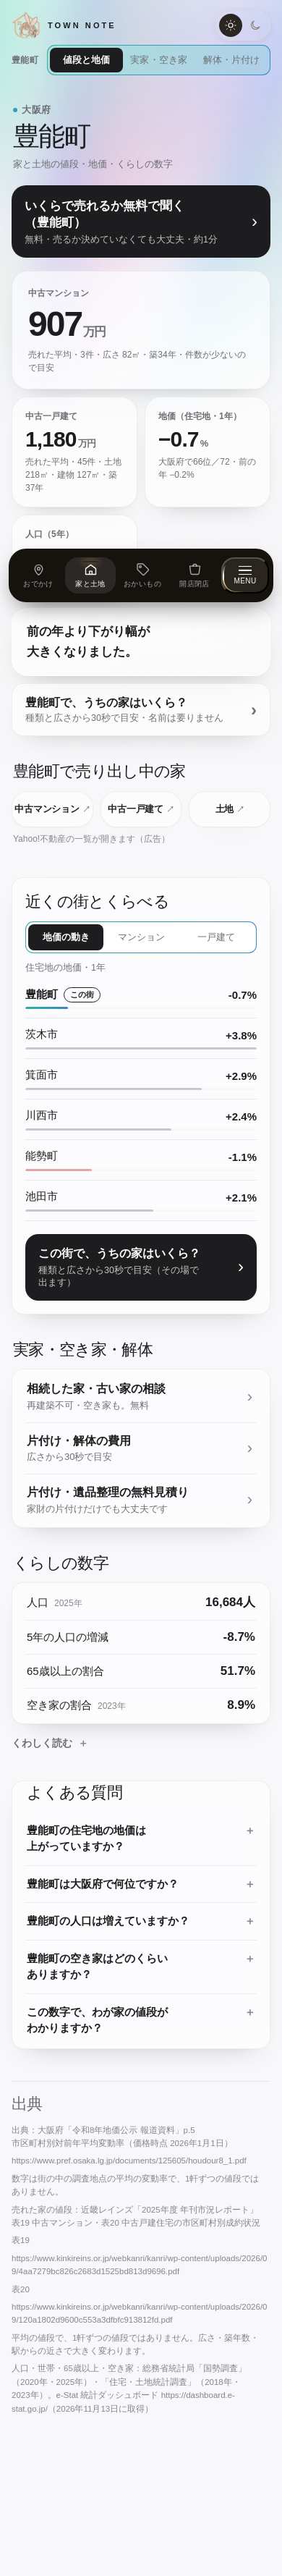 TOWN NOTE
豊能町
値段と地価
実家・空き家
解体・片付け
大阪府
豊能町
家と土地の値段・地価・くらしの数字
いくらで売れるか無料で聞く
（豊能町）
無料・売るか決めていなくても大丈夫・約1分
›
中古マンション
907万円
売れた平均・3件・広さ 82㎡・築34年・件数が少ないの
で目安
中古一戸建て
1,180万円
売れた平均・45件・土地
218㎡・建物 127㎡・築
37年
地価（住宅地・1年）
−0.7 %
大阪府で66位／72・前の
年 −0.2%
人口（5年）
おでかけ
家と土地
おかいもの
開店閉店
MENU
前の年より下がり幅が
大きくなりました。
豊能町で、うちの家はいくら？
種類と広さから30秒で目安・名前は要りません
›
豊能町で売り出し中の家
中古マンション ↗
中古一戸建て ↗
土地 ↗
Yahoo!不動産の一覧が開きます（広告）
近くの街とくらべる
地価の動き
マンション
一戸建て
住宅地の地価・1年
豊能町 この街 -0.7%
茨木市 +3.8%
箕面市 +2.9%
川西市 +2.4%
能勢町 -1.1%
池田市 +2.1%
この街で、うちの家はいくら？
種類と広さから30秒で目安（その場で
出ます）
›
実家・空き家・解体
相続した家・古い家の相談
再建築不可・空き家も。無料
›
片付け・解体の費用
広さから30秒で目安
›
片付け・遺品整理の無料見積り
家財の片付けだけでも大丈夫です
›
くらしの数字
人口 2025年 16,684人
5年の人口の増減 -8.7%
65歳以上の割合 51.7%
空き家の割合 2023年 8.9%
くわしく読む +
よくある質問
豊能町の住宅地の地価は
上がっていますか？ +
豊能町は大阪府で何位ですか？ +
豊能町の人口は増えていますか？ +
豊能町の空き家はどのくらい
ありますか？ +
この数字で、わが家の値段が
わかりますか？ +
出典
出典：大阪府「令和8年地価公示 報道資料」p.5
市区町村別対前年平均変動率（価格時点 2026年1月1日）
https://www.pref.osaka.lg.jp/documents/125605/houdour8_1.pdf
数字は街の中の調査地点の平均の変動率で、1軒ずつの値段では
ありません。
売れた家の値段：近畿レインズ「2025年度 年刊市況レポート」
表19 中古マンション・表20 中古戸建住宅の市区町村別成約状況
表19
https://www.kinkireins.or.jp/webkanri/kanri/wp-content/uploads/2026/0
9/4aa7279bc826c2683d1525bd813d9696.pdf
表20
https://www.kinkireins.or.jp/webkanri/kanri/wp-content/uploads/2026/0
9/120a1802d9600c553a3dfbfc913812fd.pdf
平均の値段で、1軒ずつの値段ではありません。広さ・築年数・
駅からの近さで大きく変わります。
人口・世帯・65歳以上・空き家：総務省統計局「国勢調査」
（2020年・2025年）・「住宅・土地統計調査」（2018年・
2023年）。e-Stat 統計ダッシュボード https://dashboard.e-
stat.go.jp/（2026年11月13日に取得）